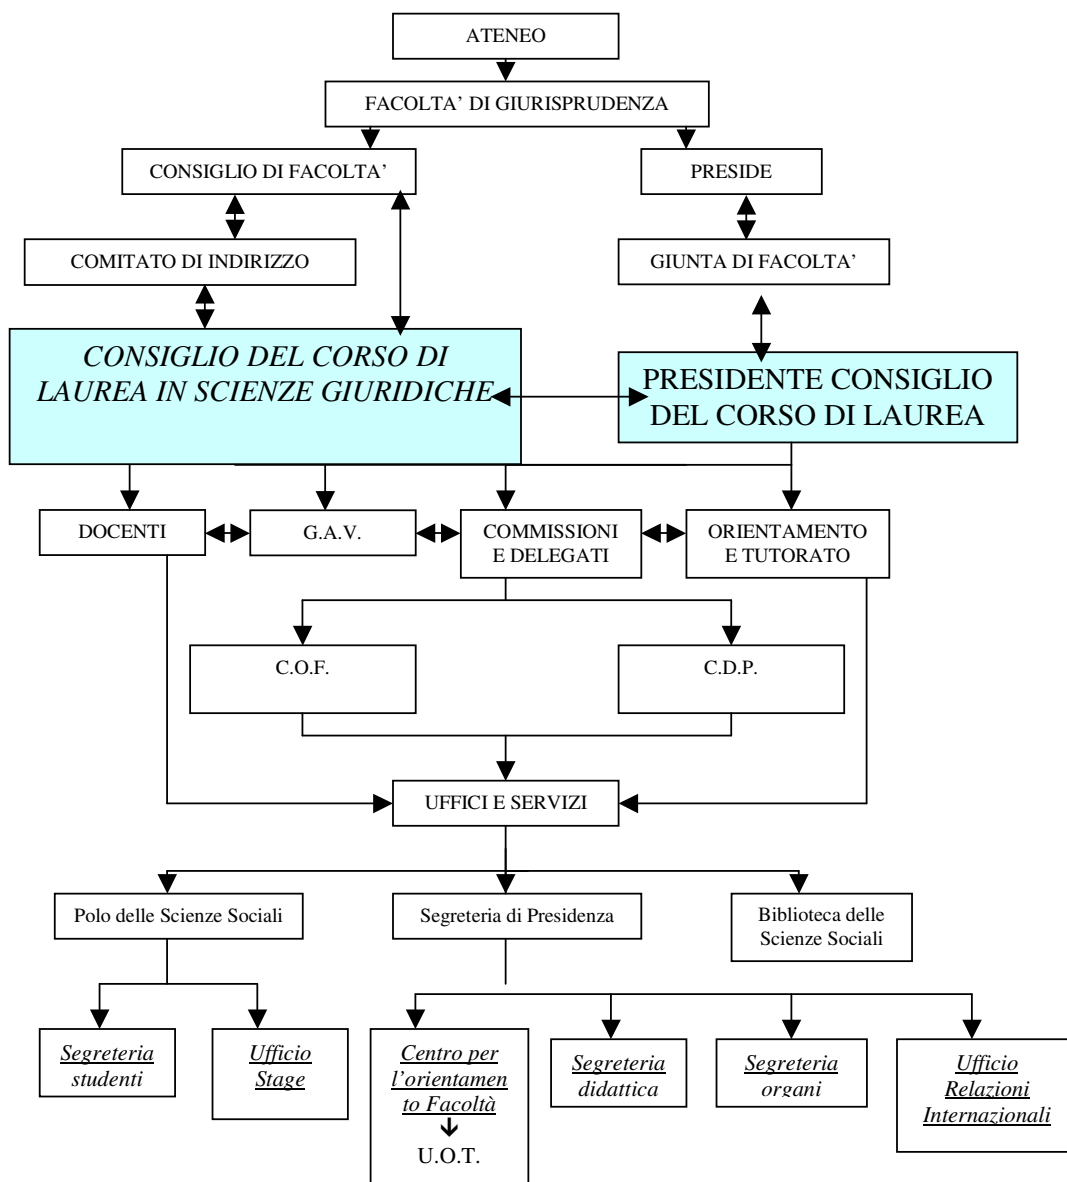 ATENEO
FACOLTA’ DI GIURISPRUDENZA
CONSIGLIO DI FACOLTA’
PRESIDE
COMITATO DI INDIRIZZO
GIUNTA DI FACOLTA’
CONSIGLIO DEL CORSO DI
LAUREA IN SCIENZE GIURIDICHE
PRESIDENTE CONSIGLIO
DEL CORSO DI LAUREA
DOCENTI
G.A.V.
COMMISSIONI
E DELEGATI
ORIENTAMENTO
E TUTORATO
C.O.F.
C.D.P.
UFFICI E SERVIZI
Polo delle Scienze Sociali
Segreteria di Presidenza
Biblioteca delle
Scienze Sociali
Segreteria
studenti
Ufficio
Stage
Centro per
l’orientamen
to Facoltà
U.O.T.
Segreteria
didattica
Segreteria
organi
Ufficio
Relazioni
Internazionali